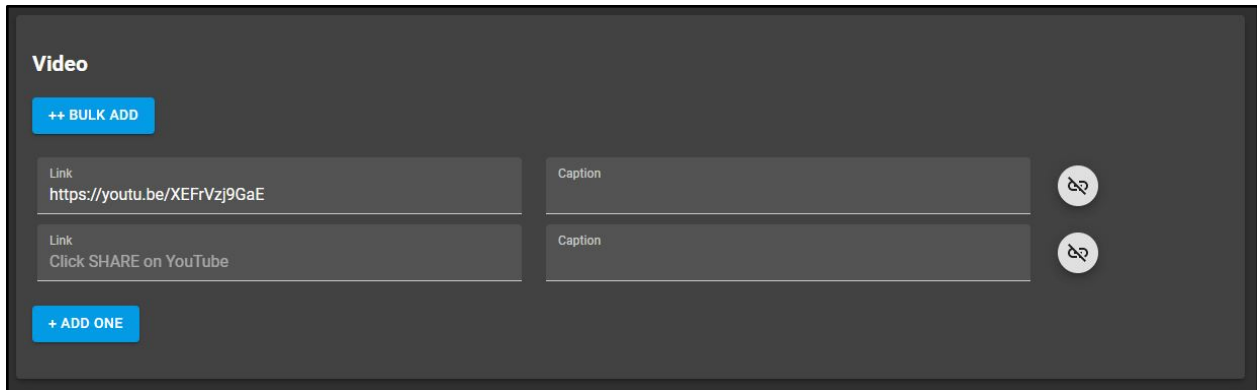 Video
++ BULK ADD
Link
https://youtu.be/XEFrVzj9GaE
Caption
Link
Click SHARE on YouTube
Caption
+ ADD ONE